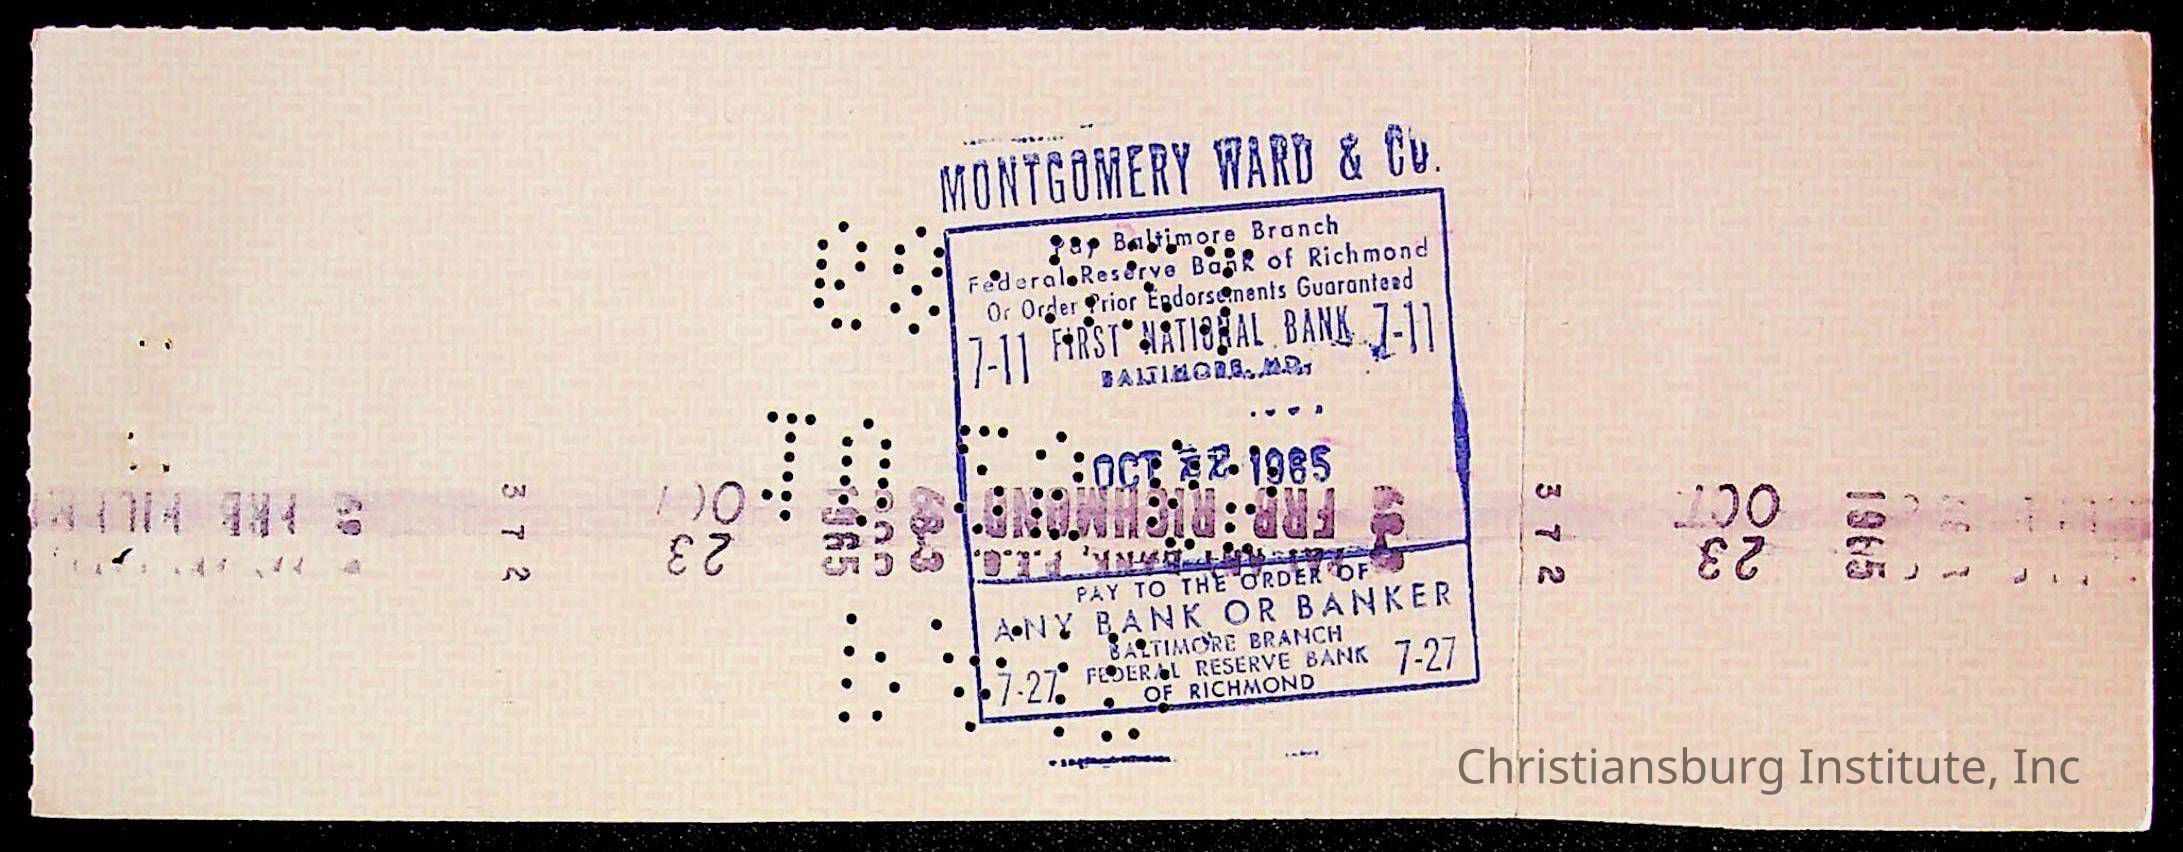 MONTGOMERY WARD & CO.
Pay Baltimore Branch
Federal Reserve Bank of Richmond
Or Order Prior Endorsements Guaranteed
7-11 FIRST NATIONAL BANK 7-11
BALTIMORE, MD.
OCT 22 1965
FRB RICHMOND
PAY ANY BANK, P.E.G.
PAY TO THE ORDER OF
ANY BANK OR BANKER
BALTIMORE BRANCH
7-27 FEDERAL RESERVE BANK 7-27
OF RICHMOND
3 T 2
OCT
23
1965
3 T 2
OCT
23
1965
Christiansburg Institute, Inc